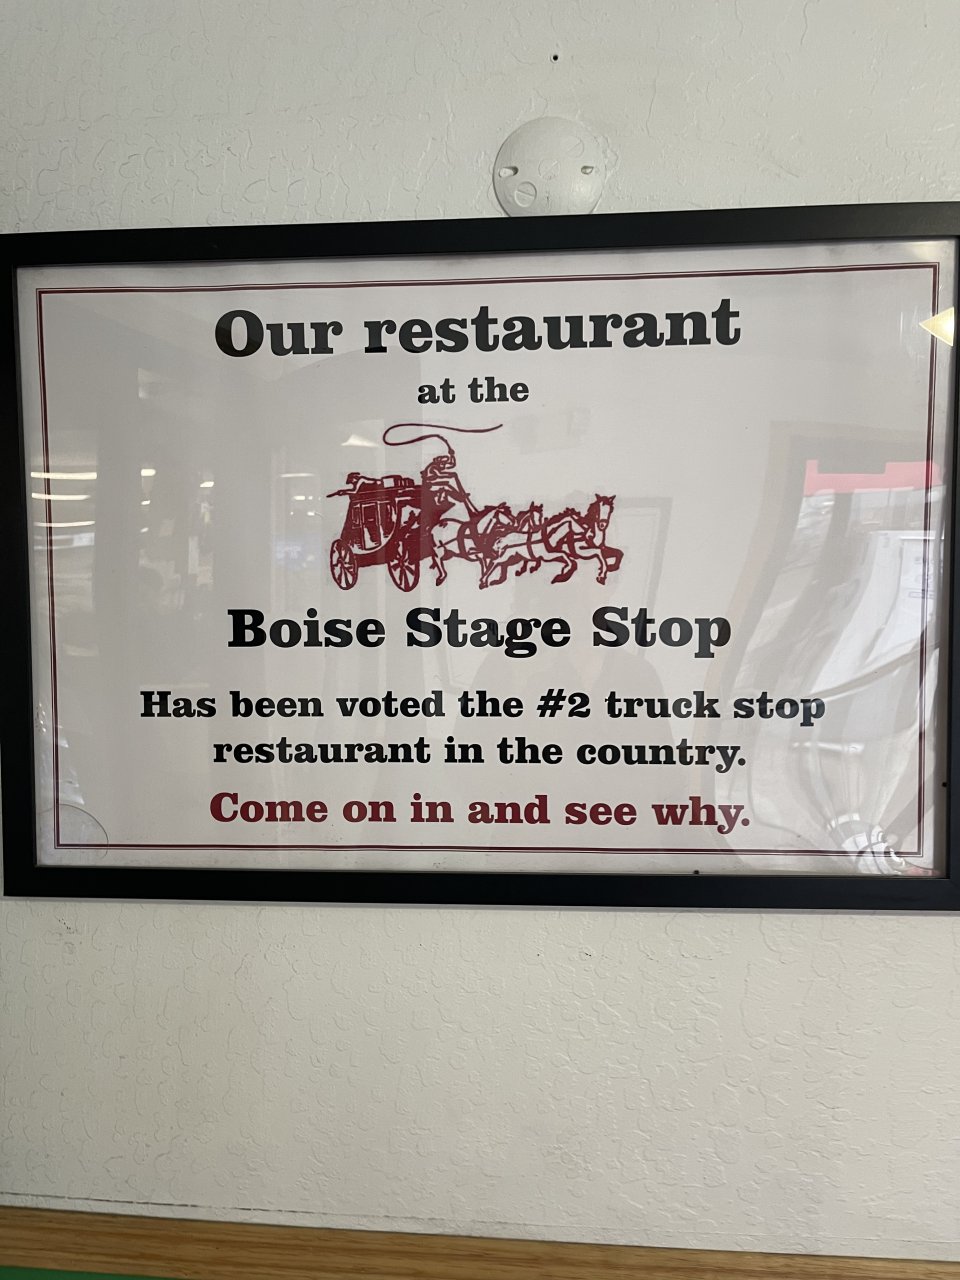 Our restaurant
at the
Boise Stage Stop
Has been voted the #2 truck stop
restaurant in the country.
Come on in and see why.